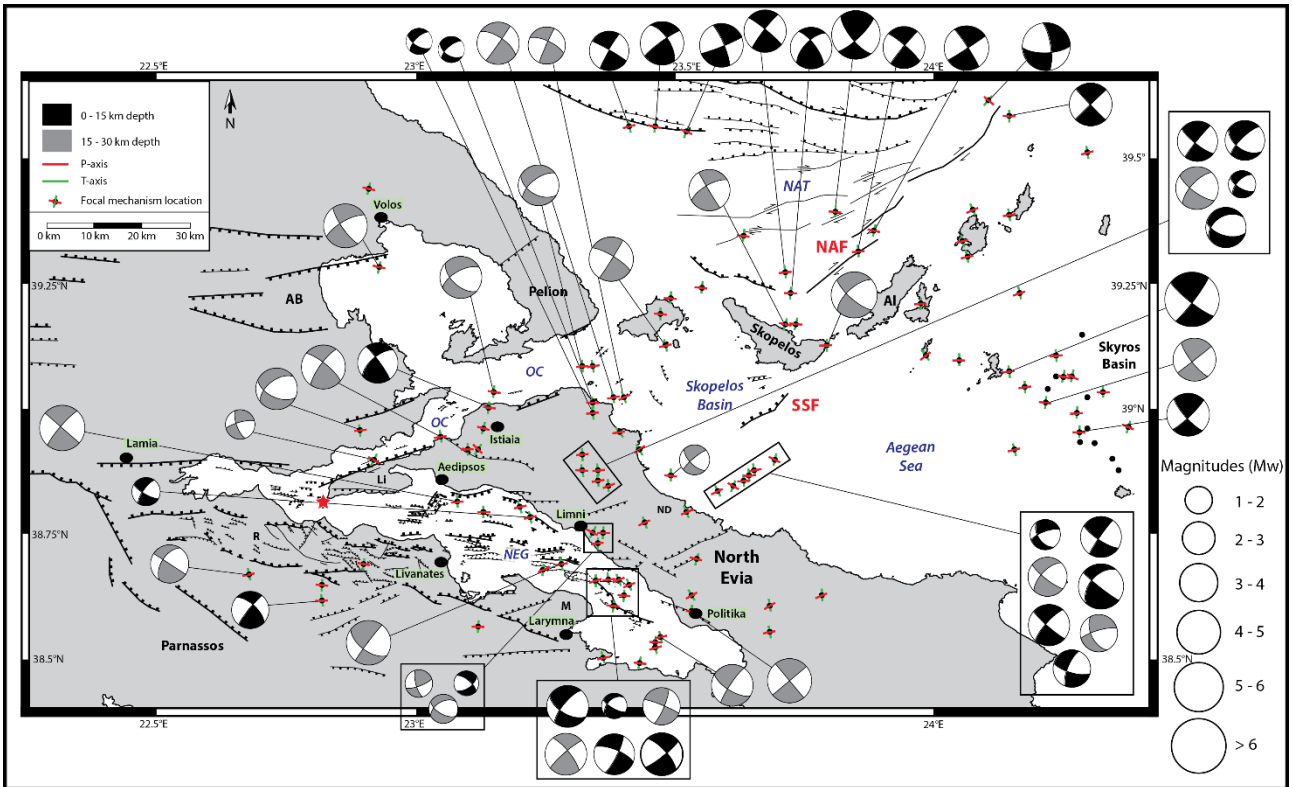 22.5°E
23°E
23.5°E
24°E
0 - 15 km depth
15 - 30 km depth
P-axis
T-axis
Focal mechanism location
0 km 10 km 20 km 30 km
N
39.5°
Volos
NAT
NAF
39.25°N
39.25°N
AB
Pelion
Al
Skopelos
Skyros
Basin
OC
Skopelos
Basin
SSF
39°N
OC
Istiaia
Aegean
Sea
Lamia
Aedipsos
Li
Magnitudes (Mw)
1 - 2
2 - 3
3 - 4
4 - 5
5 - 6
> 6
Limni
ND
38.75°N
R
NEG
North
Evia
Livanates
M
Politika
Larymna
Parnassos
38.5°N
38.5°N
22.5°E
23°E
24°E